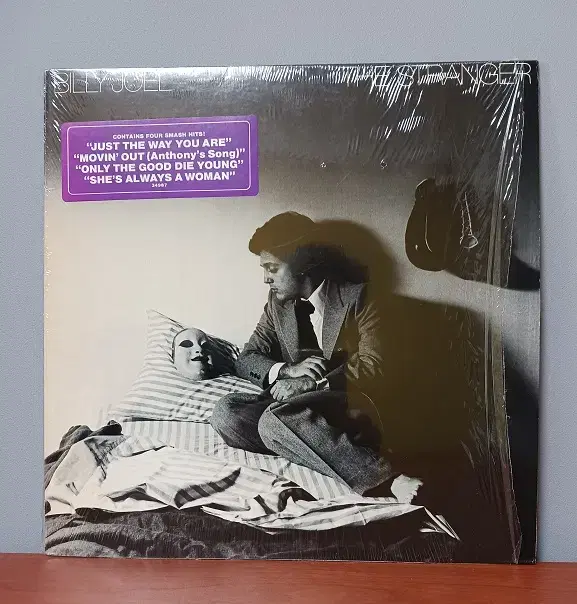 BILLY JOEL
THE STRANGER
CONTAINS FOUR SMASH HITS!
"JUST THE WAY YOU ARE"
"MOVIN' OUT (Anthony's Song)"
"ONLY THE GOOD DIE YOUNG"
"SHE'S ALWAYS A WOMAN"
34987